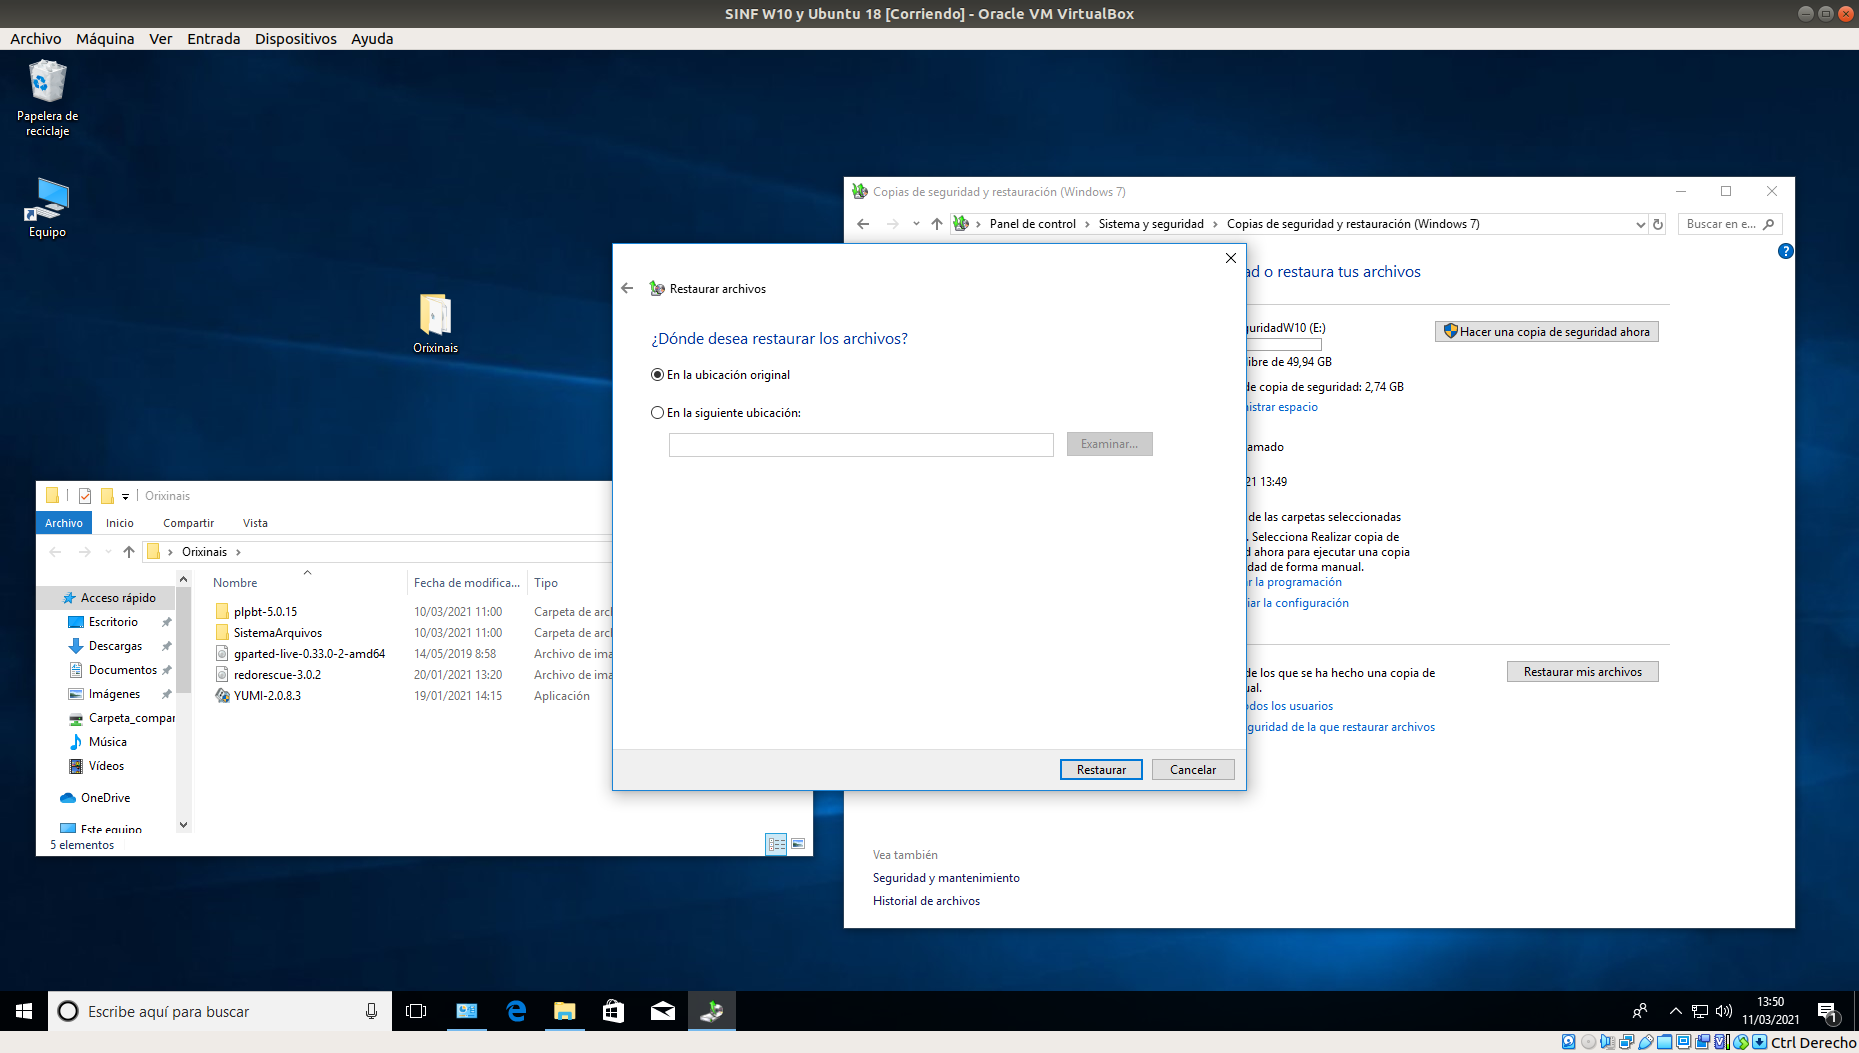 SINF W10 y Ubuntu 18 [Corriendo] - Oracle VM VirtualBox
Archivo Máquina Ver Entrada Dispositivos Ayuda
Papelera de
reciclaje
Equipo
Orixinais
Copias de seguridad y restauración (Windows 7)
Panel de control > Sistema y seguridad > Copias de seguridad y restauración (Windows 7)
Buscar en e...
ad o restaura tus archivos
guridadW10 (E:)
Hacer una copia de seguridad ahora
ibre de 49,94 GB
de copia de seguridad: 2,74 GB
istrar espacio
amado
21 13:49
de las carpetas seleccionadas
. Selecciona Realizar copia de
d ahora para ejecutar una copia
dad de forma manual.
r la programación
iar la configuración
de los que se ha hecho una copia de
ual.
Restaurar mis archivos
odos los usuarios
guridad de la que restaurar archivos
Vea también
Seguridad y mantenimiento
Historial de archivos
Restaurar archivos
¿Dónde desea restaurar los archivos?
En la ubicación original
En la siguiente ubicación:
Examinar...
Restaurar Cancelar
Orixinais
Archivo Inicio Compartir Vista
Orixinais >
Nombre Fecha de modifica... Tipo
Acceso rápido
Escritorio
Descargas
Documentos
Imágenes
Carpeta_compar
Música
Vídeos
OneDrive
Este equipo
plpbt-5.0.15 10/03/2021 11:00 Carpeta de arcl
SistemaArquivos 10/03/2021 11:00 Carpeta de arcl
gparted-live-0.33.0-2-amd64 14/05/2019 8:58 Archivo de ima
redorescue-3.0.2 20/01/2021 13:20 Archivo de ima
YUMI-2.0.8.3 19/01/2021 14:15 Aplicación
5 elementos
Escribe aquí para buscar
13:50
11/03/2021
1
Ctrl Derecho